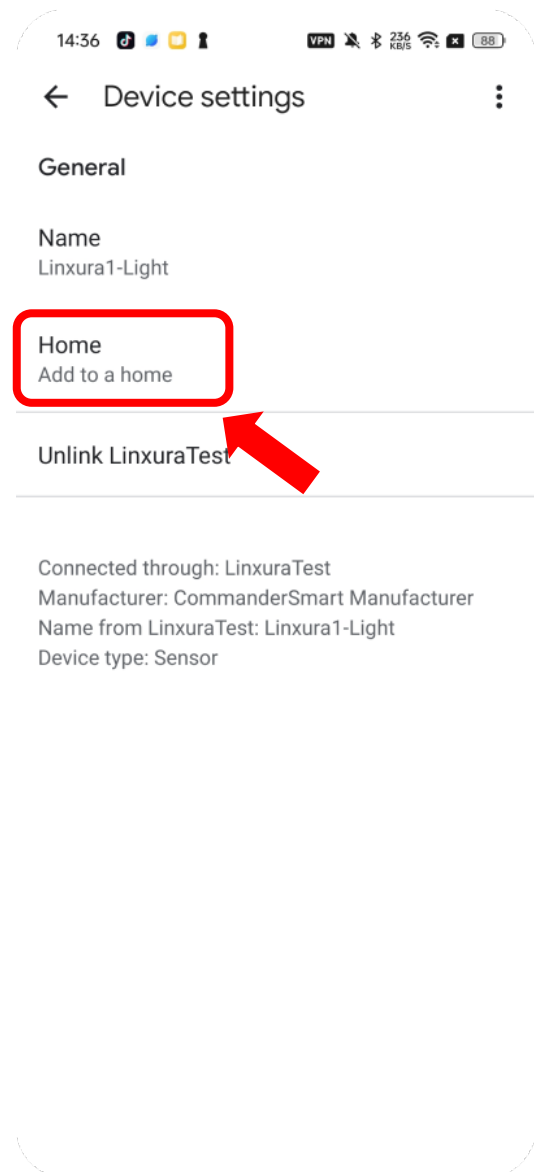 14:36 VPN 236 KB/S 88
Device settings
General
Name
Linxura1-Light
Home
Add to a home
Unlink LinxuraTest
Connected through: LinxuraTest
Manufacturer: CommanderSmart Manufacturer
Name from LinxuraTest: Linxura1-Light
Device type: Sensor